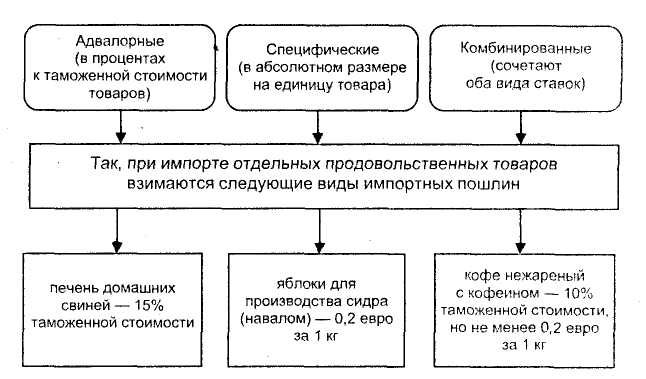 Адвалорные
(в процентах
к таможенной стоимости
товаров)
Специфические
(в абсолютном размере
на единицу товара)
Комбинированные
(сочетают
оба вида ставок)
Так, при импорте отдельных продовольственных товаров
взимаются следующие виды импортных пошлин
печень домашних
свиней — 15%
таможенной стоимости
яблоки для
производства сидра
(навалом) — 0,2 евро
за 1 кг
кофе нежареный
с кофеином — 10%
таможенной стоимости,
но не менее 0,2 евро
за 1 кг